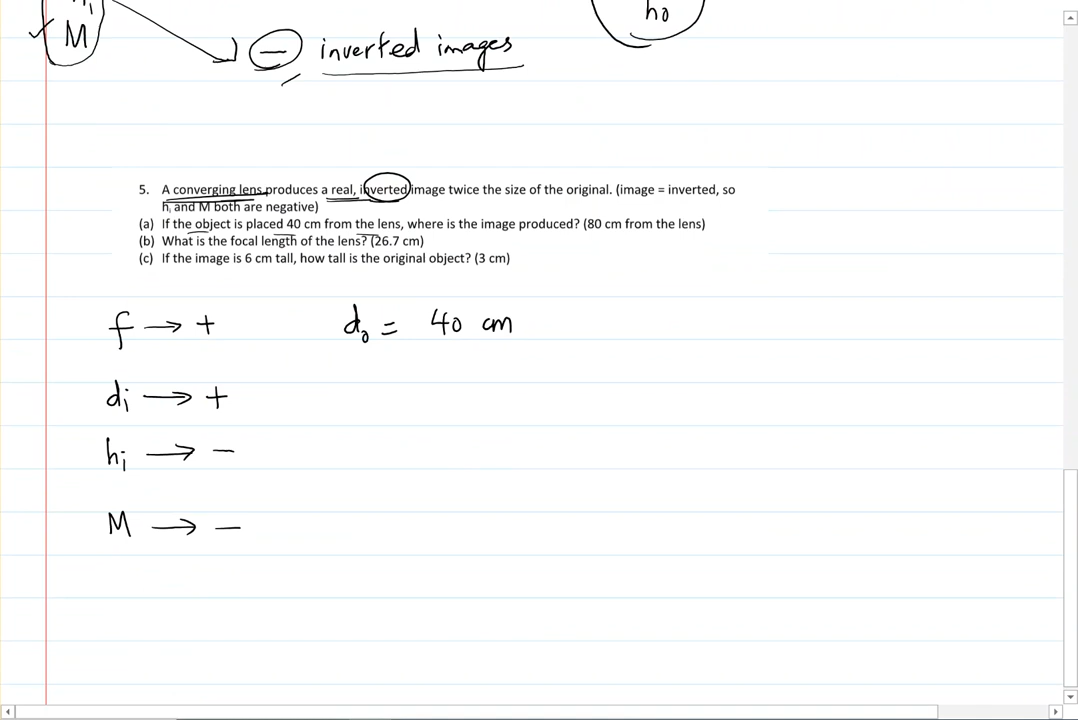 M
− inverted images
h₀
5. A converging lens produces a real, inverted image twice the size of the original. (image = inverted, so
hᵢ and M both are negative)
(a) If the object is placed 40 cm from the lens, where is the image produced? (80 cm from the lens)
(b) What is the focal length of the lens? (26.7 cm)
(c) If the image is 6 cm tall, how tall is the original object? (3 cm)
f → + d₀ = 40 cm
dᵢ → +
hᵢ → −
M → −